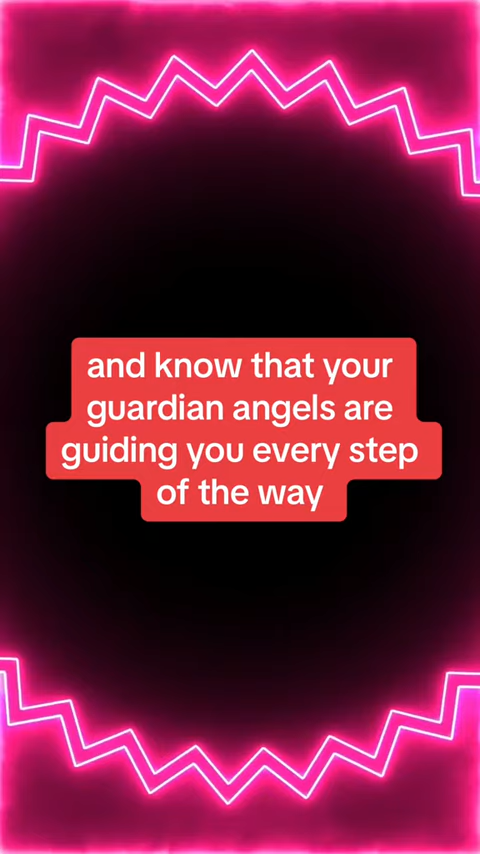 and know that your
guardian angels are
guiding you every step
of the way